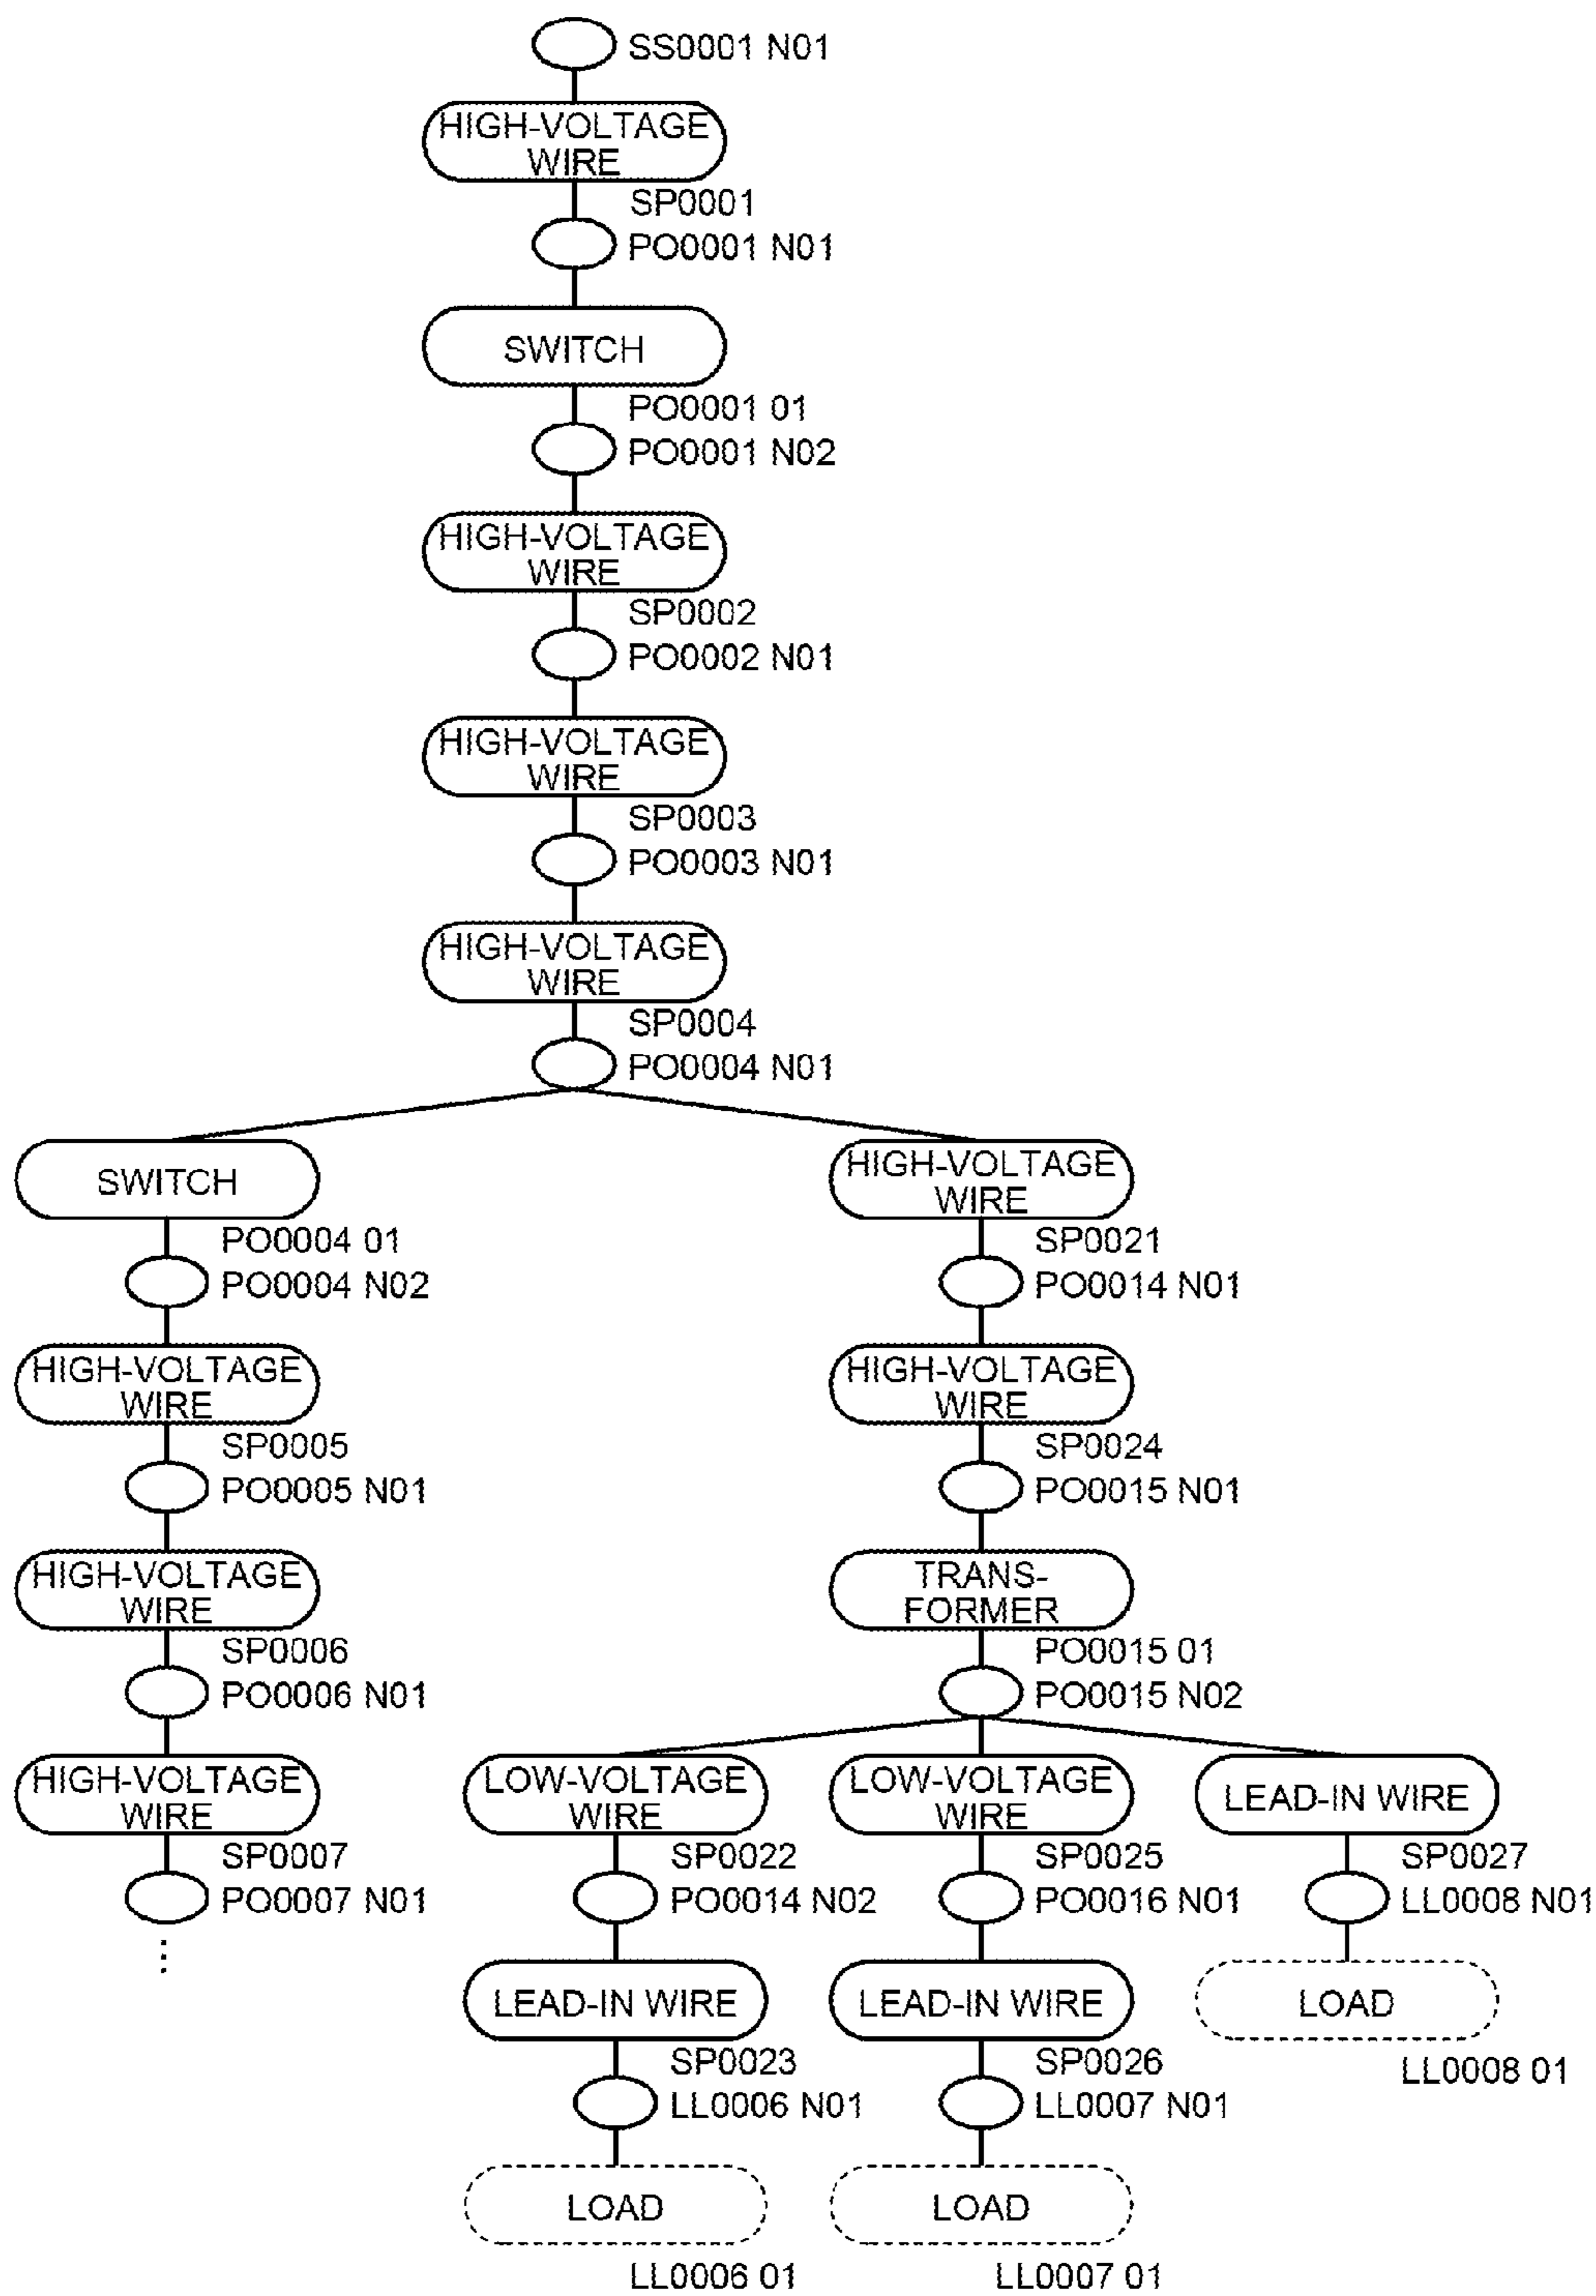 SS0001 N01
HIGH-VOLTAGE
WIRE
SP0001
PO0001 N01
SWITCH
PO0001 01
PO0001 N02
HIGH-VOLTAGE
WIRE
SP0002
PO0002 N01
HIGH-VOLTAGE
WIRE
SP0003
PO0003 N01
HIGH-VOLTAGE
WIRE
SP0004
PO0004 N01
SWITCH
PO0004 01
PO0004 N02
HIGH-VOLTAGE
WIRE
SP0005
PO0005 N01
HIGH-VOLTAGE
WIRE
SP0006
PO0006 N01
HIGH-VOLTAGE
WIRE
SP0007
PO0007 N01
⋮
HIGH-VOLTAGE
WIRE
SP0021
PO0014 N01
HIGH-VOLTAGE
WIRE
SP0024
PO0015 N01
TRANS-
FORMER
PO0015 01
PO0015 N02
LOW-VOLTAGE
WIRE
SP0022
PO0014 N02
LEAD-IN WIRE
SP0023
LL0006 N01
LOAD
LL0006 01
LOW-VOLTAGE
WIRE
SP0025
PO0016 N01
LEAD-IN WIRE
SP0026
LL0007 N01
LOAD
LL0007 01
LEAD-IN WIRE
SP0027
LL0008 N01
LOAD
LL0008 01